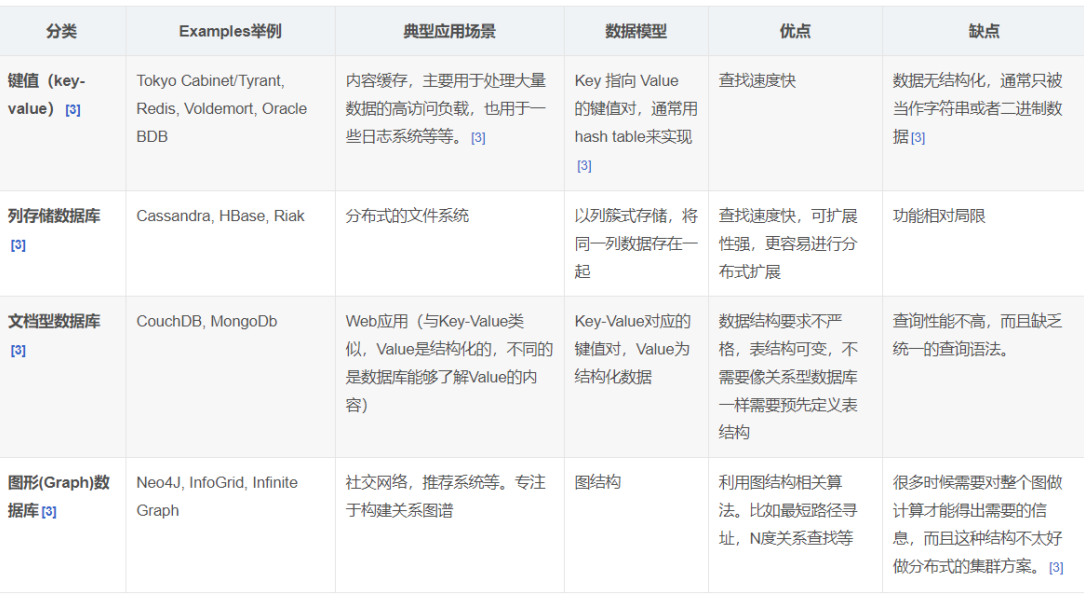 分类 Examples举例 典型应用场景 数据模型 优点 缺点
键值（key-
value）[3]
Tokyo Cabinet/Tyrant,
Redis, Voldemort, Oracle
BDB
内容缓存，主要用于处理大量
数据的高访问负载，也用于一
些日志系统等等。[3]
Key 指向 Value
的键值对，通常用
hash table来实现
[3]
查找速度快
数据无结构化，通常只被
当作字符串或者二进制数
据[3]
列存储数据库
[3]
Cassandra, HBase, Riak
分布式的文件系统
以列簇式存储，将
同一列数据存在一
起
查找速度快，可扩展
性强，更容易进行分
布式扩展
功能相对局限
文档型数据库
[3]
CouchDB, MongoDb
Web应用（与Key-Value类
似，Value是结构化的，不同的
是数据库能够了解Value的内
容）
Key-Value对应的
键值对，Value为
结构化数据
数据结构要求不严
格，表结构可变，不
需要像关系型数据库
一样需要预先定义表
结构
查询性能不高，而且缺乏
统一的查询语法。
图形(Graph)数
据库[3]
Neo4J, InfoGrid, Infinite
Graph
社交网络，推荐系统等。专注
于构建关系图谱
图结构
利用图结构相关算
法。比如最短路径寻
址，N度关系查找等
很多时候需要对整个图做
计算才能得出需要的信
息，而且这种结构不太好
做分布式的集群方案。[3]